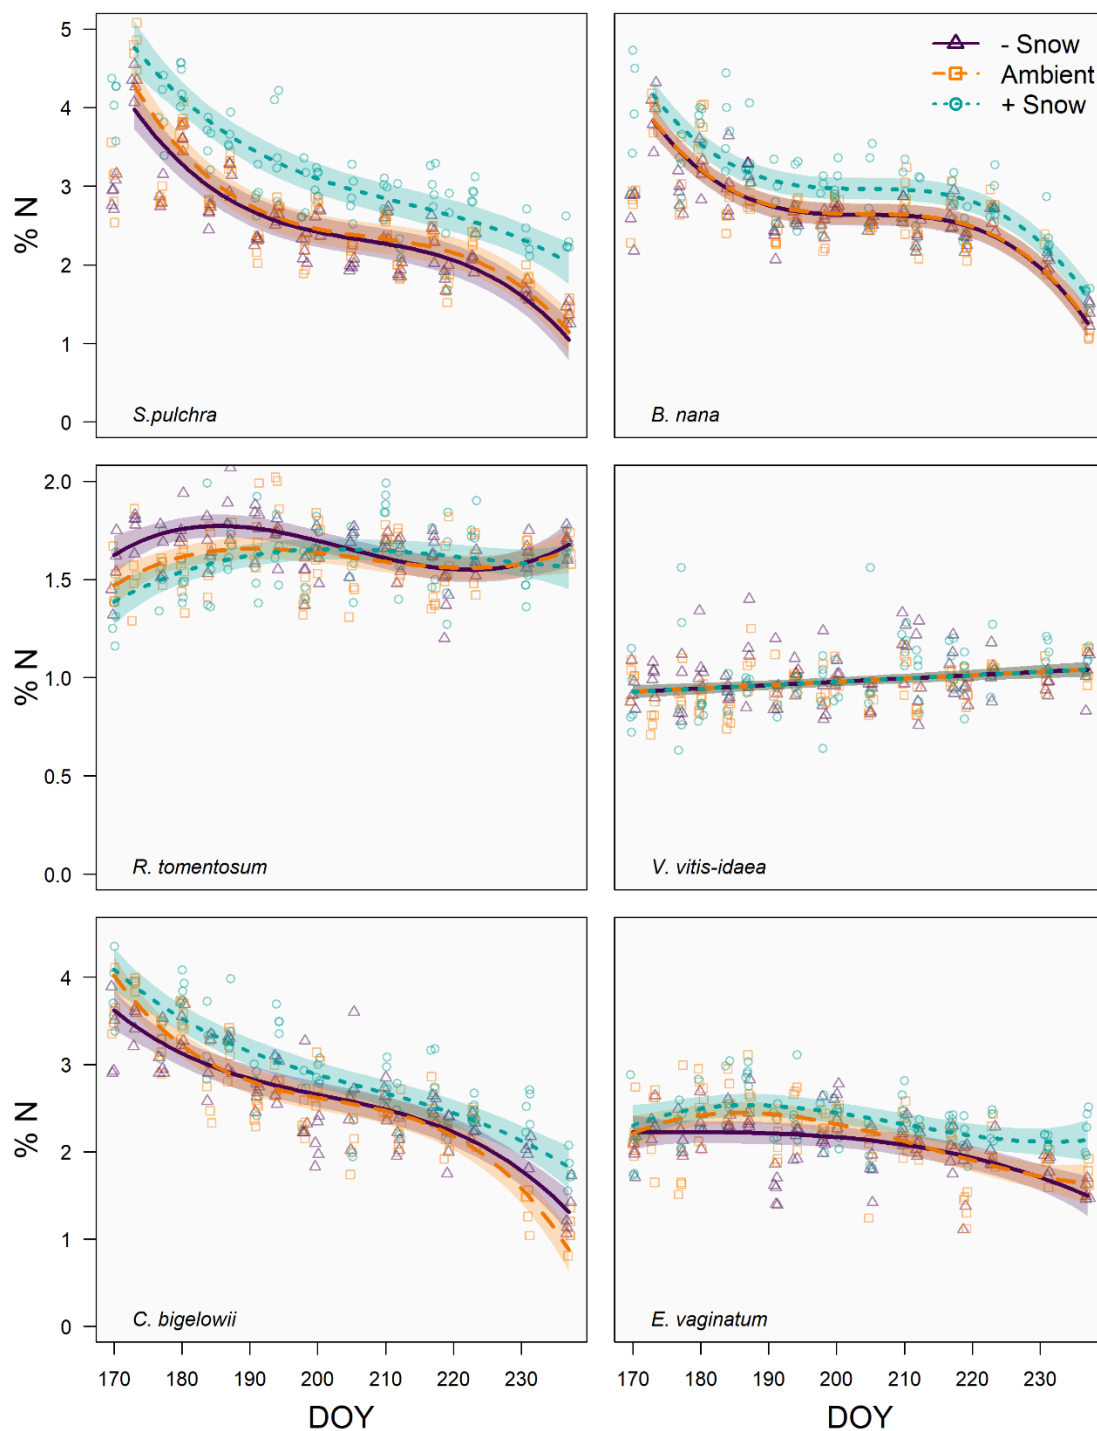 5
4
3
2
1
0
% N
S.pulchra
- Snow
Ambient
+ Snow
B. nana
2.0
1.5
1.0
0.5
0.0
% N
R. tomentosum
V. vitis-idaea
4
3
2
1
0
% N
C. bigelowii
E. vaginatum
170 180 190 200 210 220 230
170 180 190 200 210 220 230
DOY
DOY